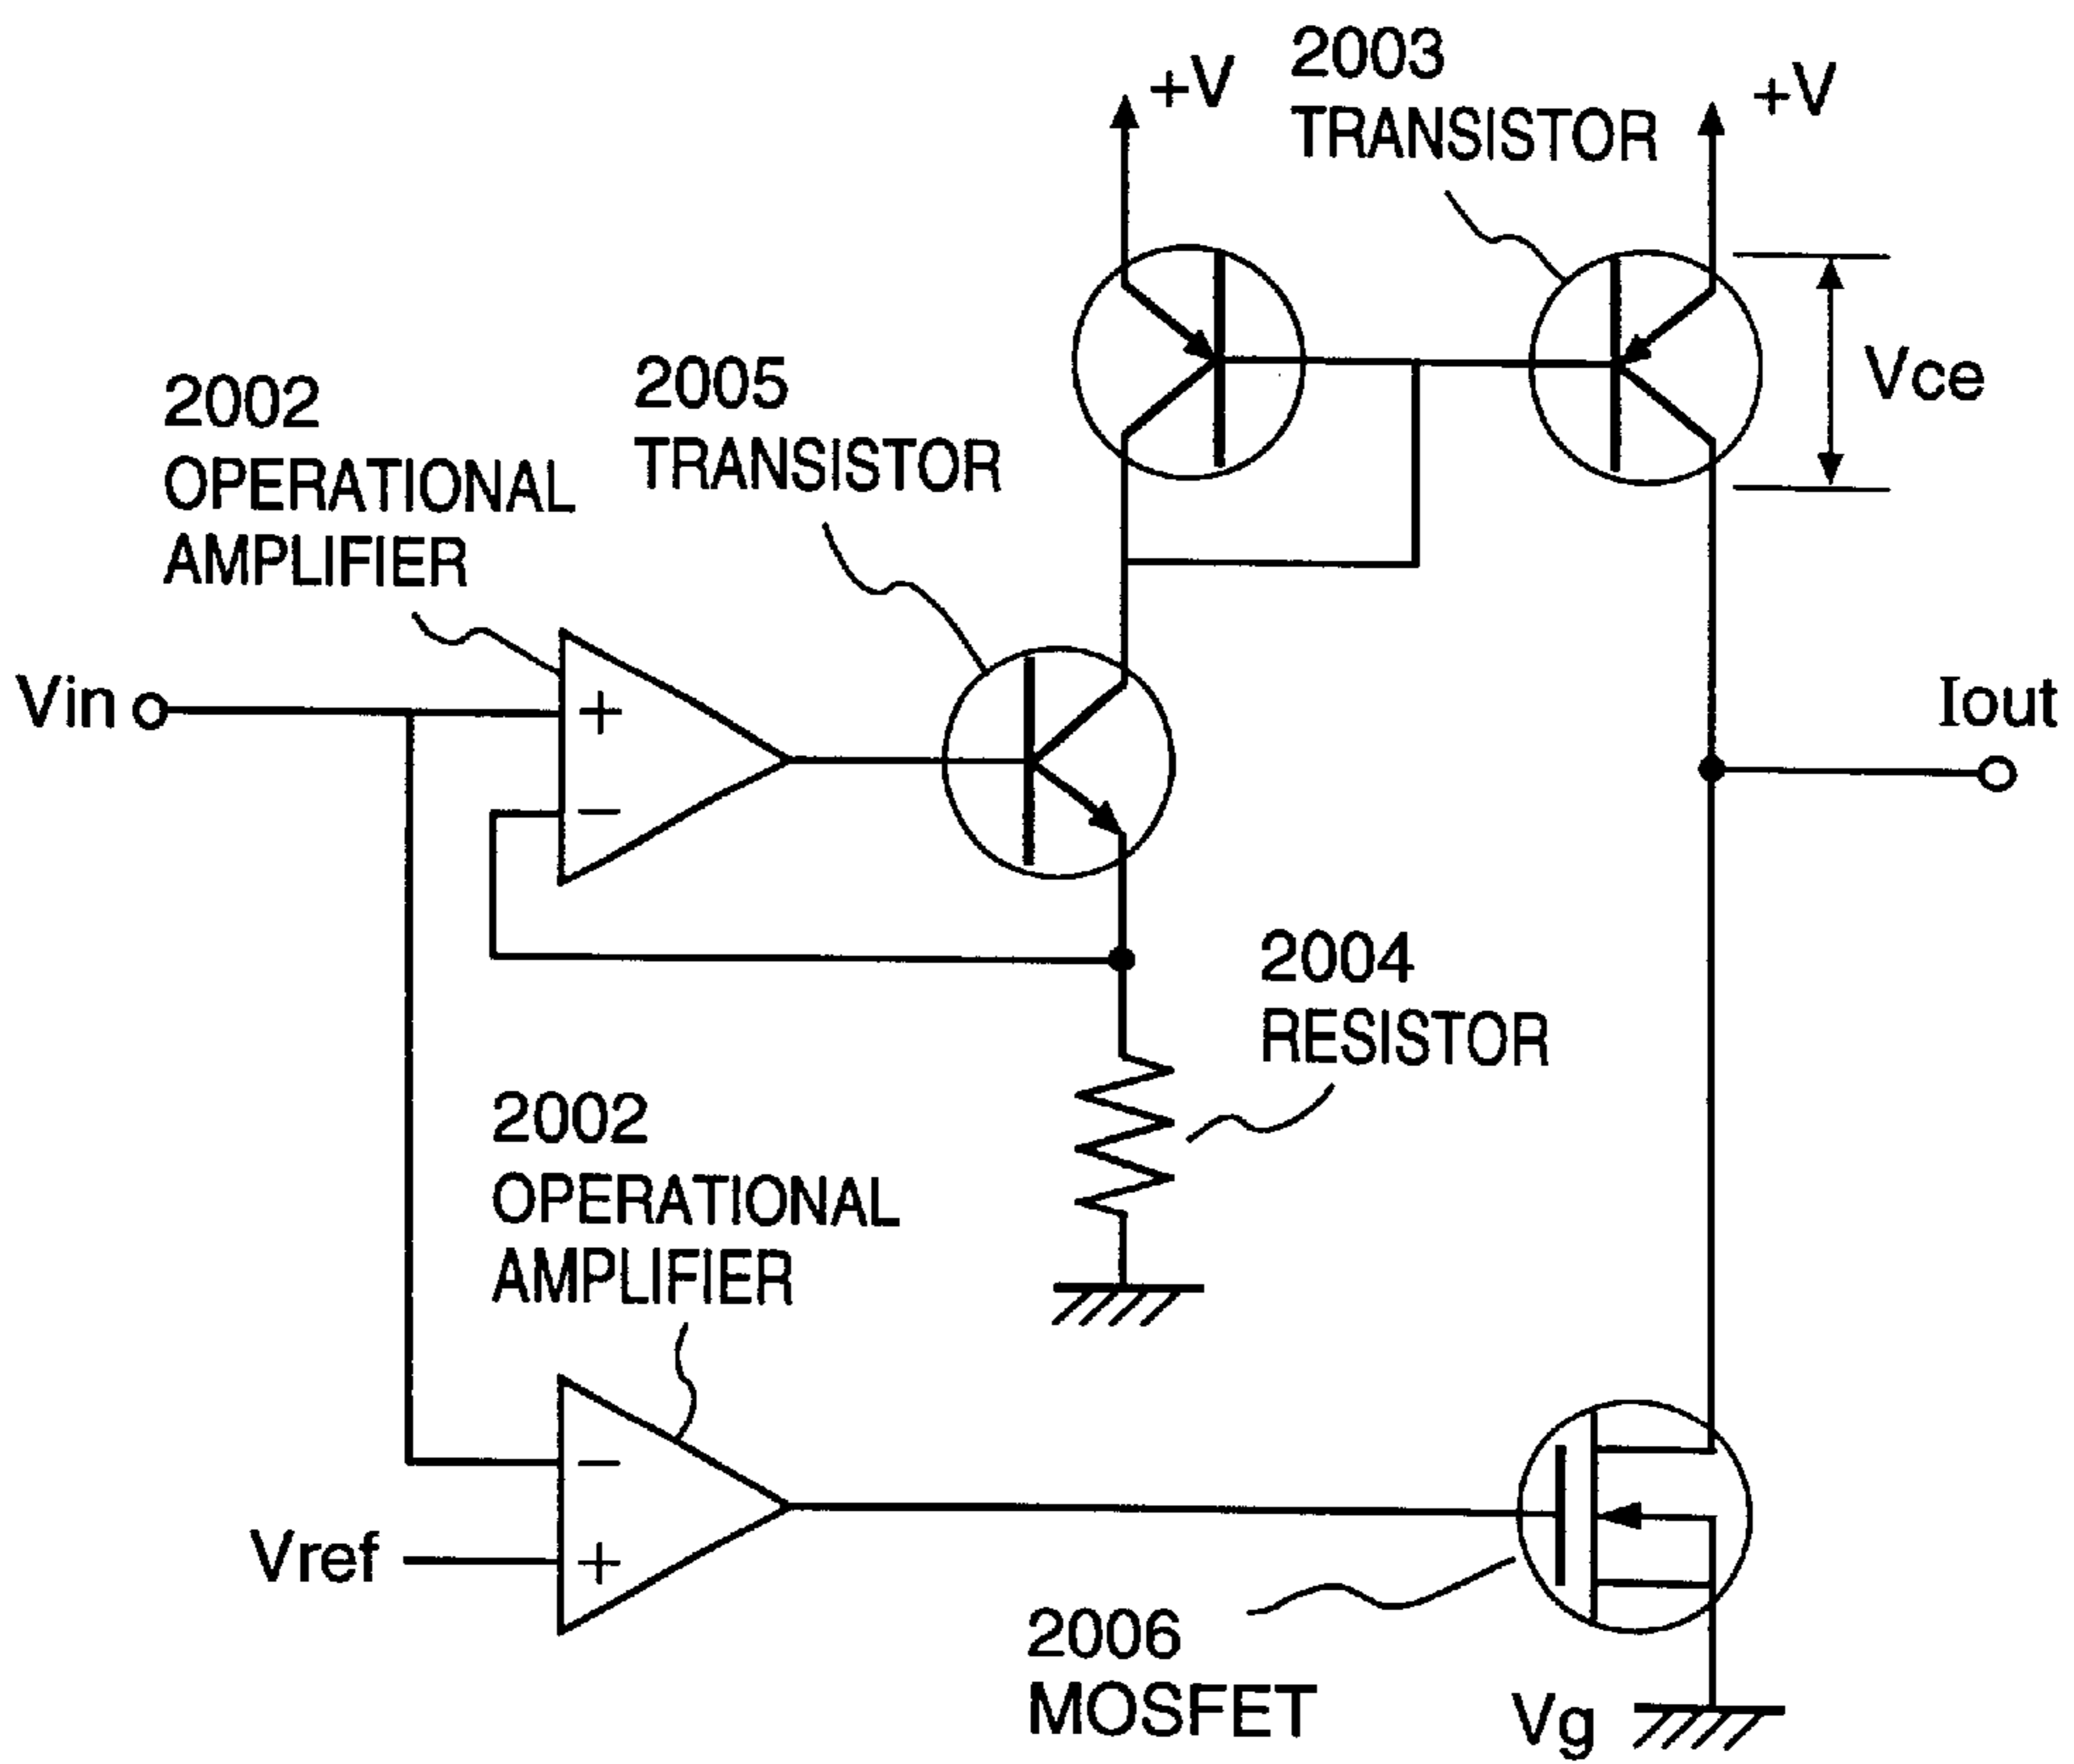 2003
TRANSISTOR
+V
+V
Vce
2002
OPERATIONAL
AMPLIFIER
2005
TRANSISTOR
Vin
+
−
Iout
2004
RESISTOR
2002
OPERATIONAL
AMPLIFIER
−
+
Vref
2006
MOSFET
Vg